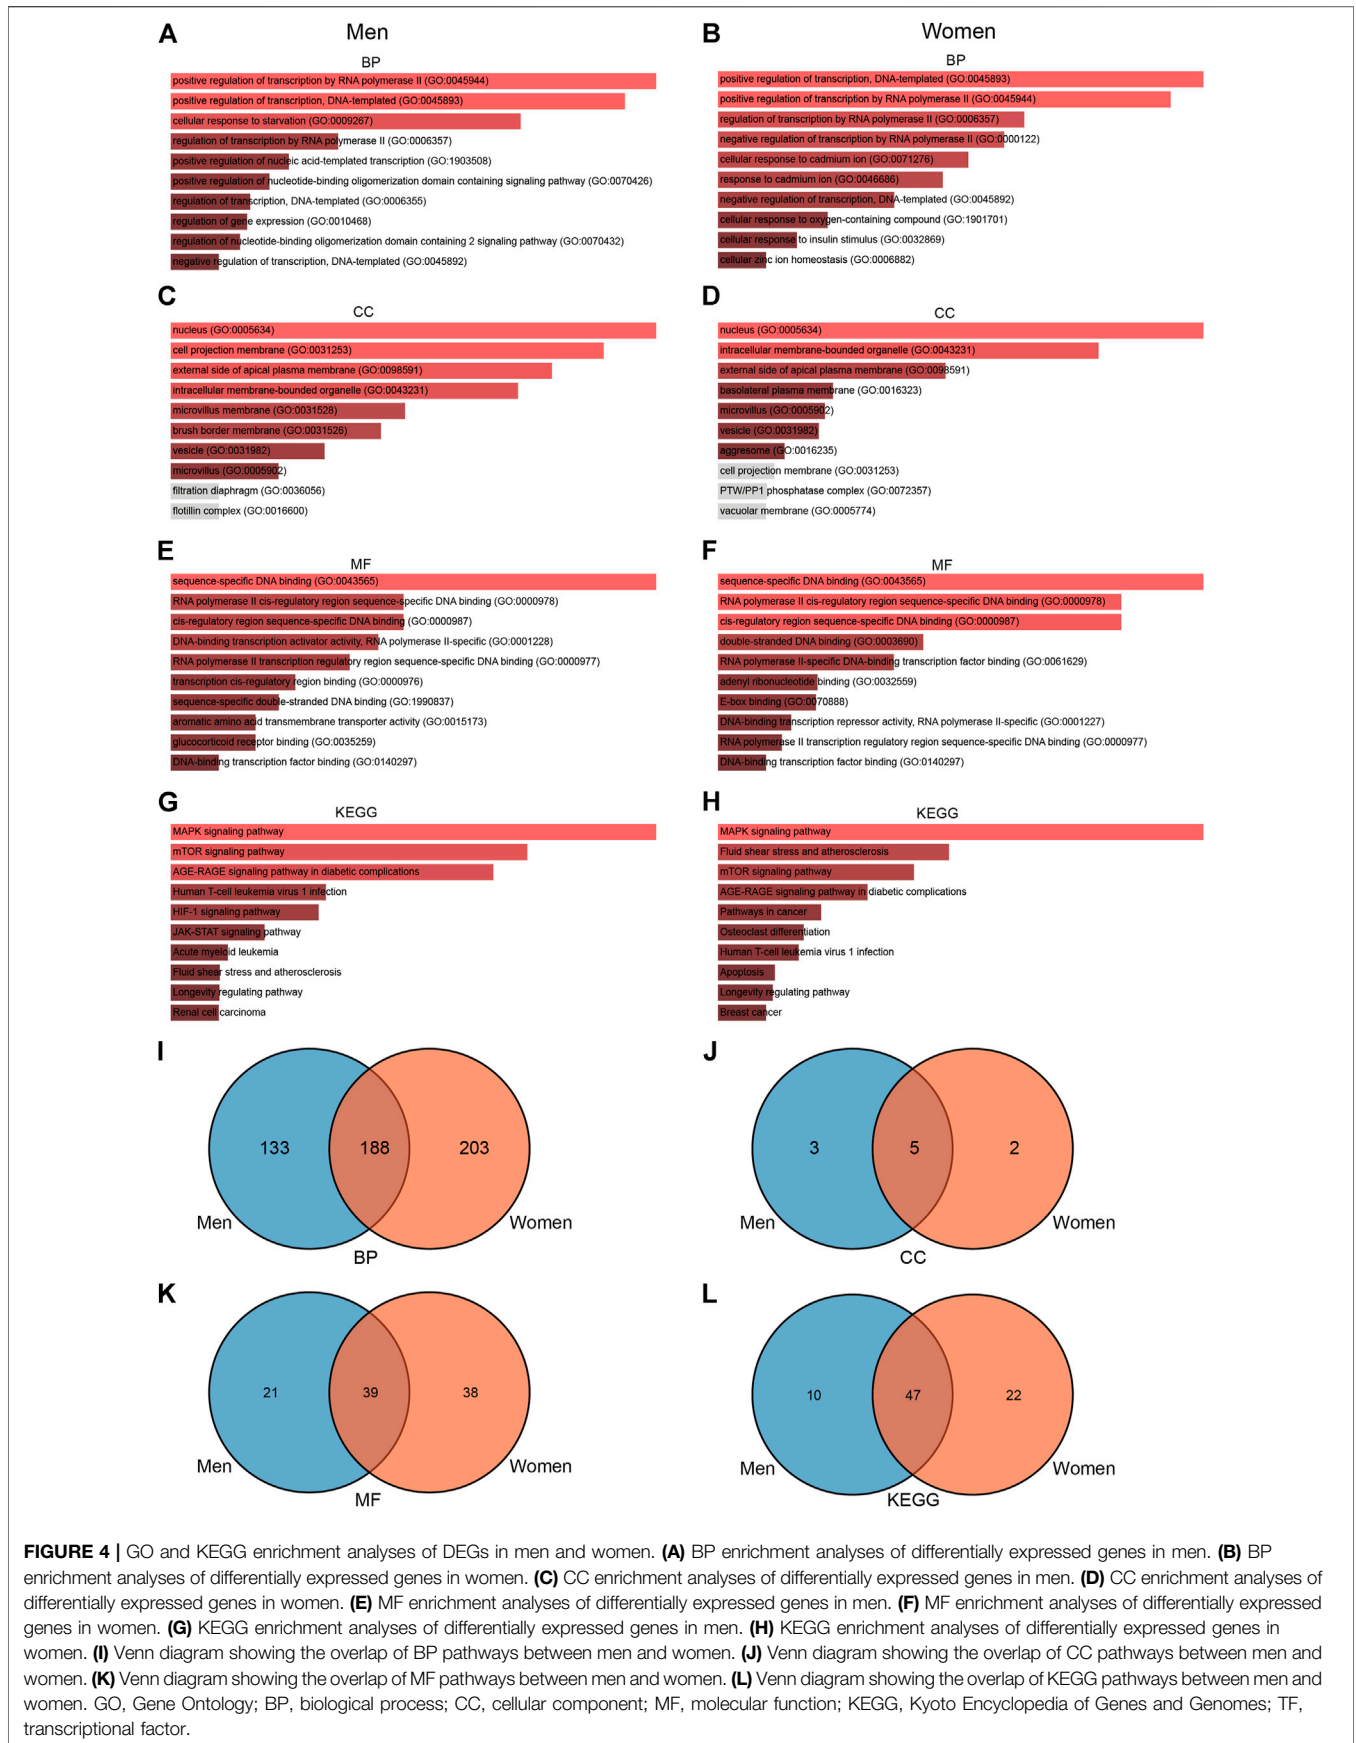 A
Men
BP
positive regulation of transcription by RNA polymerase II (GO:0045944)
positive regulation of transcription, DNA-templated (GO:0045893)
cellular response to starvation (GO:0009267)
regulation of transcription by RNA polymerase II (GO:0006357)
positive regulation of nucleic acid-templated transcription (GO:1903508)
positive regulation of nucleotide-binding oligomerization domain containing signaling pathway (GO:0070426)
regulation of transcription, DNA-templated (GO:0006355)
regulation of gene expression (GO:0010468)
regulation of nucleotide-binding oligomerization domain containing 2 signaling pathway (GO:0070432)
negative regulation of transcription, DNA-templated (GO:0045892)
B
Women
BP
positive regulation of transcription, DNA-templated (GO:0045893)
positive regulation of transcription by RNA polymerase II (GO:0045944)
regulation of transcription by RNA polymerase II (GO:0006357)
negative regulation of transcription by RNA polymerase II (GO:0000122)
cellular response to cadmium ion (GO:0071276)
response to cadmium ion (GO:0046686)
negative regulation of transcription, DNA-templated (GO:0045892)
cellular response to oxygen-containing compound (GO:1901701)
cellular response to insulin stimulus (GO:0032869)
cellular zinc ion homeostasis (GO:0006882)
C
CC
nucleus (GO:0005634)
cell projection membrane (GO:0031253)
external side of apical plasma membrane (GO:0098591)
intracellular membrane-bounded organelle (GO:0043231)
microvillus membrane (GO:0031528)
brush border membrane (GO:0031526)
vesicle (GO:0031982)
microvillus (GO:0005902)
filtration diaphragm (GO:0036056)
flotillin complex (GO:0016600)
D
CC
nucleus (GO:0005634)
intracellular membrane-bounded organelle (GO:0043231)
external side of apical plasma membrane (GO:0098591)
basolateral plasma membrane (GO:0016323)
microvillus (GO:0005902)
vesicle (GO:0031982)
aggresome (GO:0016235)
cell projection membrane (GO:0031253)
PTW/PP1 phosphatase complex (GO:0072357)
vacuolar membrane (GO:0005774)
E
MF
sequence-specific DNA binding (GO:0043565)
RNA polymerase II cis-regulatory region sequence-specific DNA binding (GO:0000978)
cis-regulatory region sequence-specific DNA binding (GO:0000987)
DNA-binding transcription activator activity, RNA polymerase II-specific (GO:0001228)
RNA polymerase II transcription regulatory region sequence-specific DNA binding (GO:0000977)
transcription cis-regulatory region binding (GO:0000976)
sequence-specific double-stranded DNA binding (GO:1990837)
aromatic amino acid transmembrane transporter activity (GO:0015173)
glucocorticoid receptor binding (GO:0035259)
DNA-binding transcription factor binding (GO:0140297)
F
MF
sequence-specific DNA binding (GO:0043565)
RNA polymerase II cis-regulatory region sequence-specific DNA binding (GO:0000978)
cis-regulatory region sequence-specific DNA binding (GO:0000987)
double-stranded DNA binding (GO:0003690)
RNA polymerase II-specific DNA-binding transcription factor binding (GO:0061629)
adenyl ribonucleotide binding (GO:0032559)
E-box binding (GO:0070888)
DNA-binding transcription repressor activity, RNA polymerase II-specific (GO:0001227)
RNA polymerase II transcription regulatory region sequence-specific DNA binding (GO:0000977)
DNA-binding transcription factor binding (GO:0140297)
G
KEGG
MAPK signaling pathway
mTOR signaling pathway
AGE-RAGE signaling pathway in diabetic complications
Human T-cell leukemia virus 1 infection
HIF-1 signaling pathway
JAK-STAT signaling pathway
Acute myeloid leukemia
Fluid shear stress and atherosclerosis
Longevity regulating pathway
Renal cell carcinoma
H
KEGG
MAPK signaling pathway
Fluid shear stress and atherosclerosis
mTOR signaling pathway
AGE-RAGE signaling pathway in diabetic complications
Pathways in cancer
Osteoclast differentiation
Human T-cell leukemia virus 1 infection
Apoptosis
Longevity regulating pathway
Breast cancer
I
133 188 203
Men Women
BP
J
3 5 2
Men Women
CC
K
21 39 38
Men Women
MF
L
10 47 22
Men Women
KEGG
FIGURE 4 | GO and KEGG enrichment analyses of DEGs in men and women. (A) BP enrichment analyses of differentially expressed genes in men. (B) BP
enrichment analyses of differentially expressed genes in women. (C) CC enrichment analyses of differentially expressed genes in men. (D) CC enrichment analyses of
differentially expressed genes in women. (E) MF enrichment analyses of differentially expressed genes in men. (F) MF enrichment analyses of differentially expressed
genes in women. (G) KEGG enrichment analyses of differentially expressed genes in men. (H) KEGG enrichment analyses of differentially expressed genes in
women. (I) Venn diagram showing the overlap of BP pathways between men and women. (J) Venn diagram showing the overlap of CC pathways between men and
women. (K) Venn diagram showing the overlap of MF pathways between men and women. (L) Venn diagram showing the overlap of KEGG pathways between men and
women. GO, Gene Ontology; BP, biological process; CC, cellular component; MF, molecular function; KEGG, Kyoto Encyclopedia of Genes and Genomes; TF,
transcriptional factor.